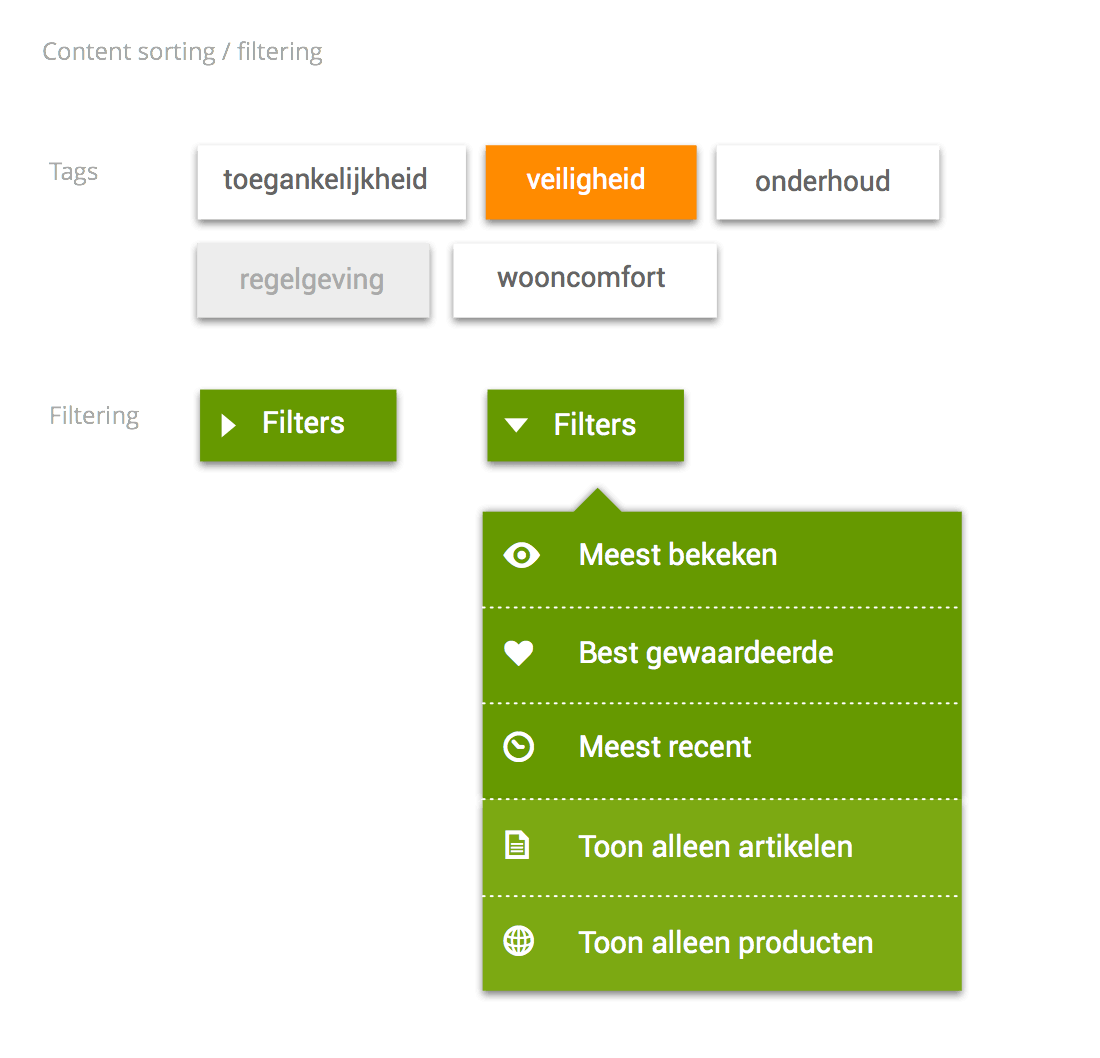 Content sorting / filtering
Tags
toegankelijkheid
veiligheid
onderhoud
regelgeving
wooncomfort
Filtering
Filters
Filters
Meest bekeken
Best gewaardeerde
Meest recent
Toon alleen artikelen
Toon alleen producten